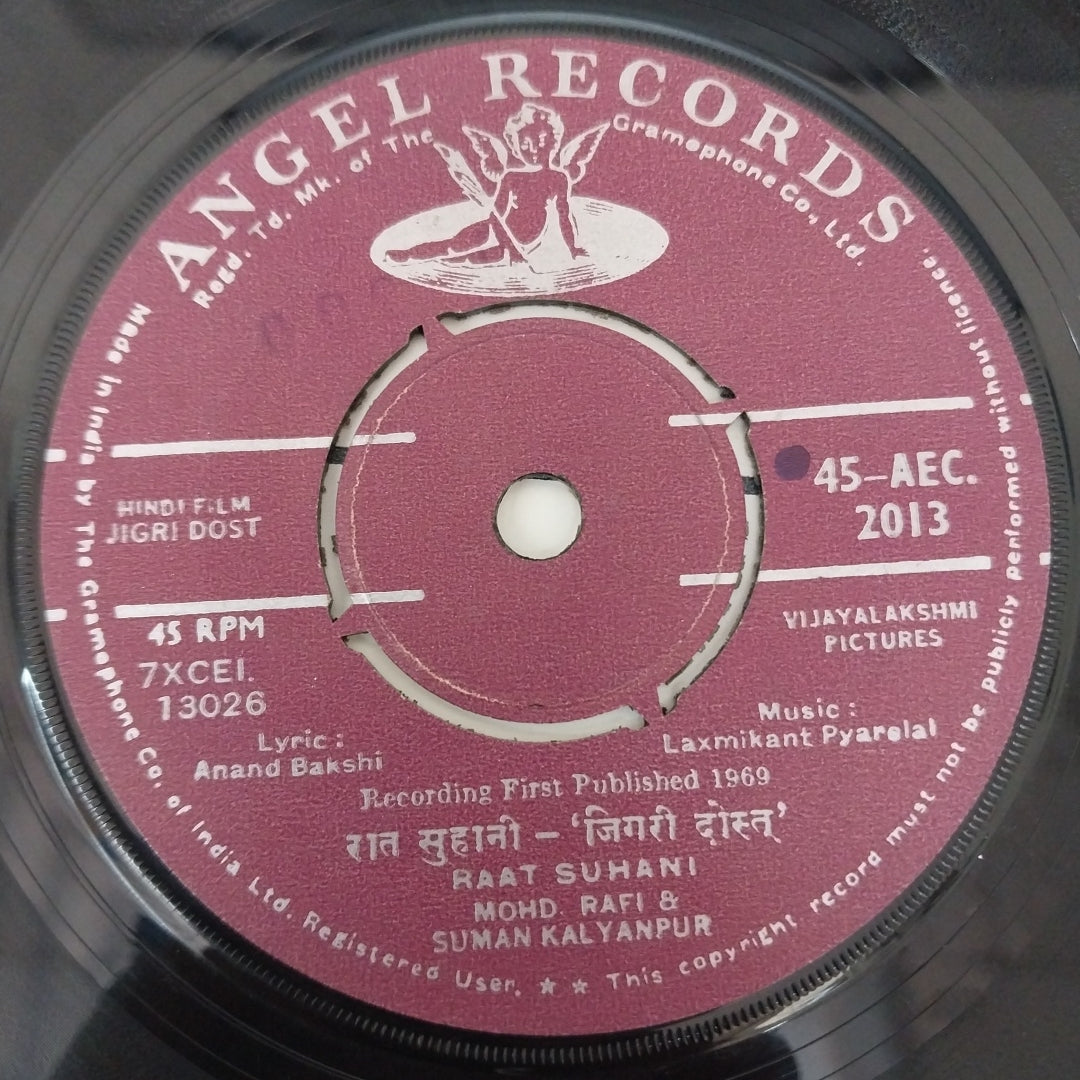 ANGEL RECORDS
Regd. Td. Mk. of The Gramophone Co., Ltd.
HINDI FILM
JIGRI DOST
45-AEC.
2013
45 RPM
7XCEI.
13026
VIJAYALAKSHMI
PICTURES
Lyric :
Anand Bakshi
Music :
Laxmikant Pyarelal
Recording First Published 1969
रात सुहानी – ‘जिगरी दोस्त्’
RAAT SUHANI
MOHD. RAFI &
SUMAN KALYANPUR
Made in India by The Gramophone Co. of India Ltd. Registered User. ★ ★ This copyright record must not be publicly performed without licence.